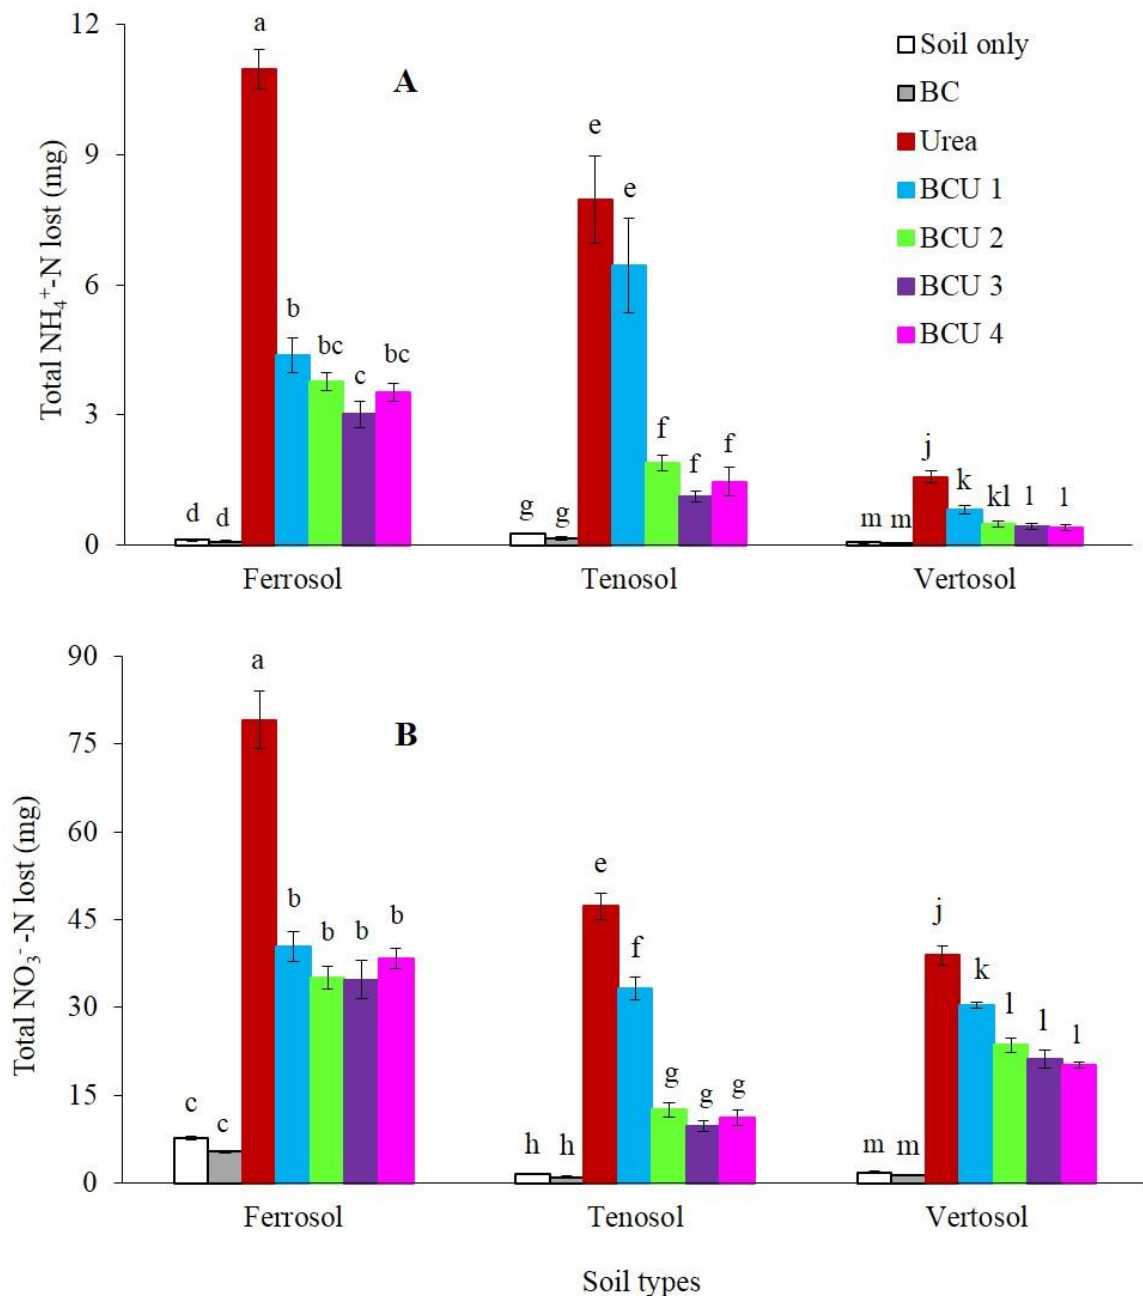 12
9
6
3
0
Total NH₄⁺-N lost (mg)
A
Soil only
BC
Urea
BCU 1
BCU 2
BCU 3
BCU 4
d
d
a
b
bc
c
bc
g
g
e
e
f
f
f
m
m
j
k
kl
l
l
Ferrosol
Tenosol
Vertosol
90
75
60
45
30
15
0
Total NO₃⁻-N lost (mg)
B
c
c
a
b
b
b
b
h
h
e
f
g
g
g
m
m
j
k
l
l
l
Ferrosol
Tenosol
Vertosol
Soil types